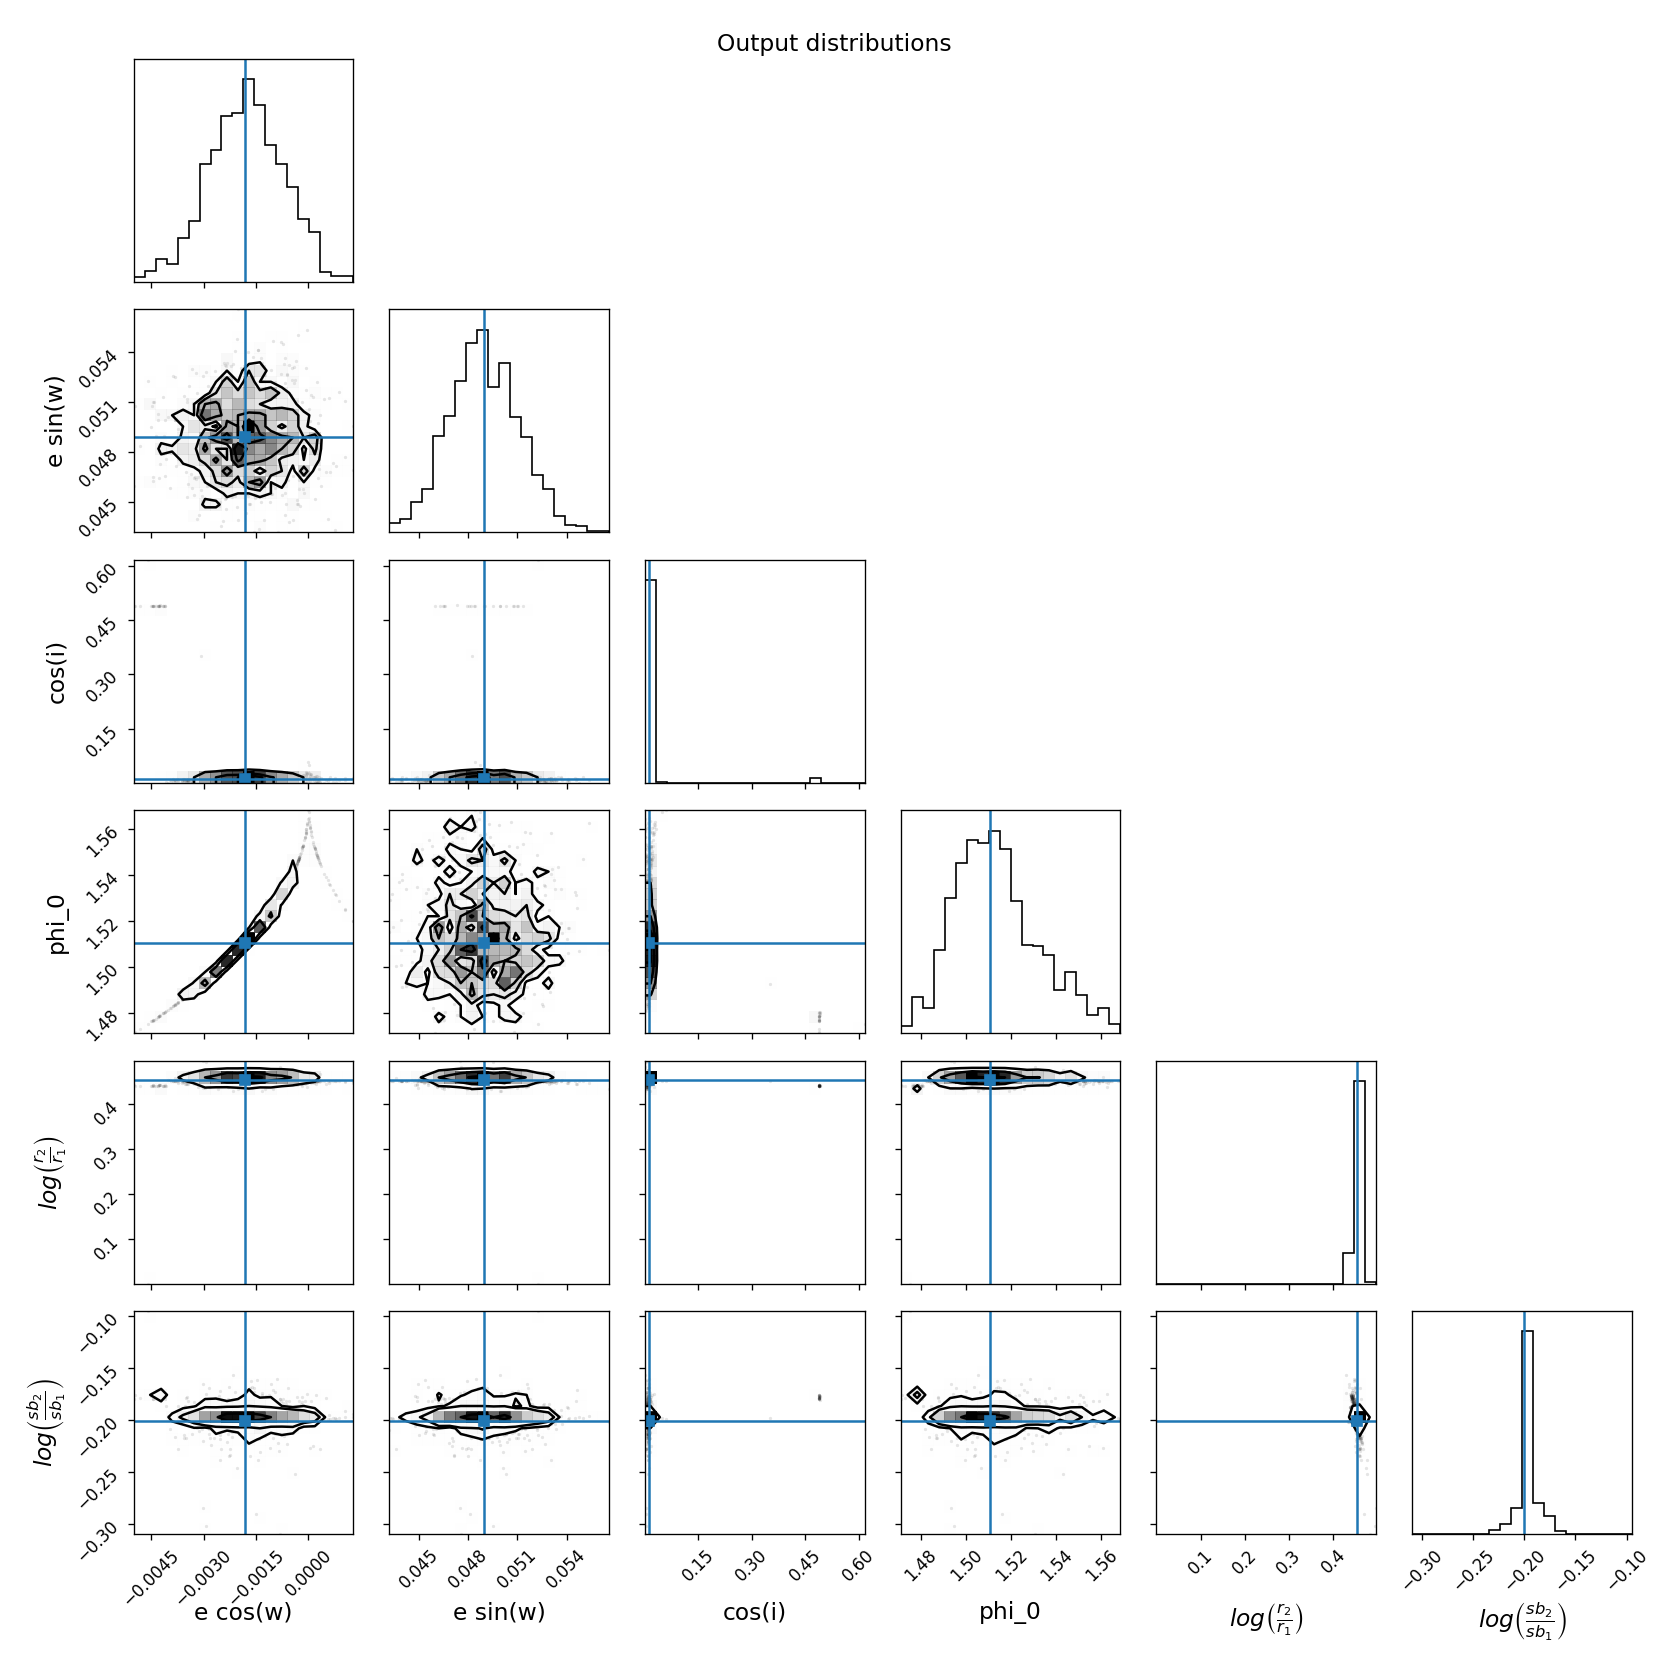 Output distributions
e sin(w)
0.054
0.051
0.048
0.045
cos(i)
0.60
0.45
0.30
0.15
phi_0
1.56
1.54
1.52
1.50
1.48
log(r₂/r₁)
0.4
0.3
0.2
0.1
log(sb₂/sb₁)
−0.10
−0.15
−0.20
−0.25
−0.30
−0.0045 −0.0030 −0.0015 0.0000 0.045 0.048 0.051 0.054 0.15 0.30 0.45 0.60 1.48 1.50 1.52 1.54 1.56 0.1 0.2 0.3 0.4 −0.30 −0.25 −0.20 −0.15 −0.10
e cos(w) e sin(w) cos(i) phi_0 log(r₂/r₁) log(sb₂/sb₁)